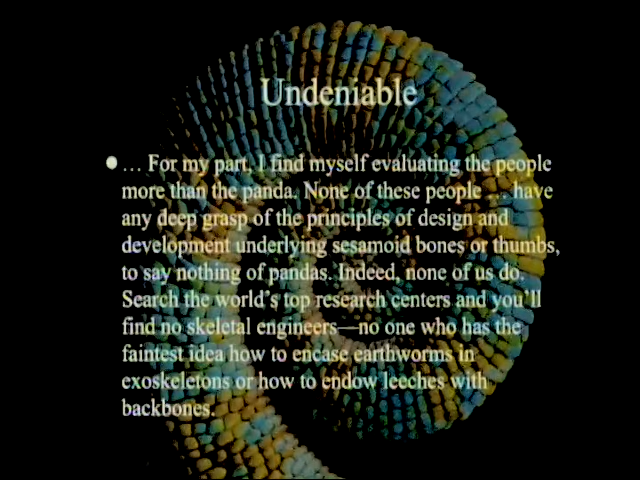 Undeniable
• … For my part, I find myself evaluating the people
more than the panda. None of these people … have
any deep grasp of the principles of design and
development underlying sesamoid bones or thumbs,
to say nothing of pandas. Indeed, none of us do.
Search the world’s top research centers and you’ll
find no skeletal engineers—no one who has the
faintest idea how to encase earthworms in
exoskeletons or how to endow leeches with
backbones.